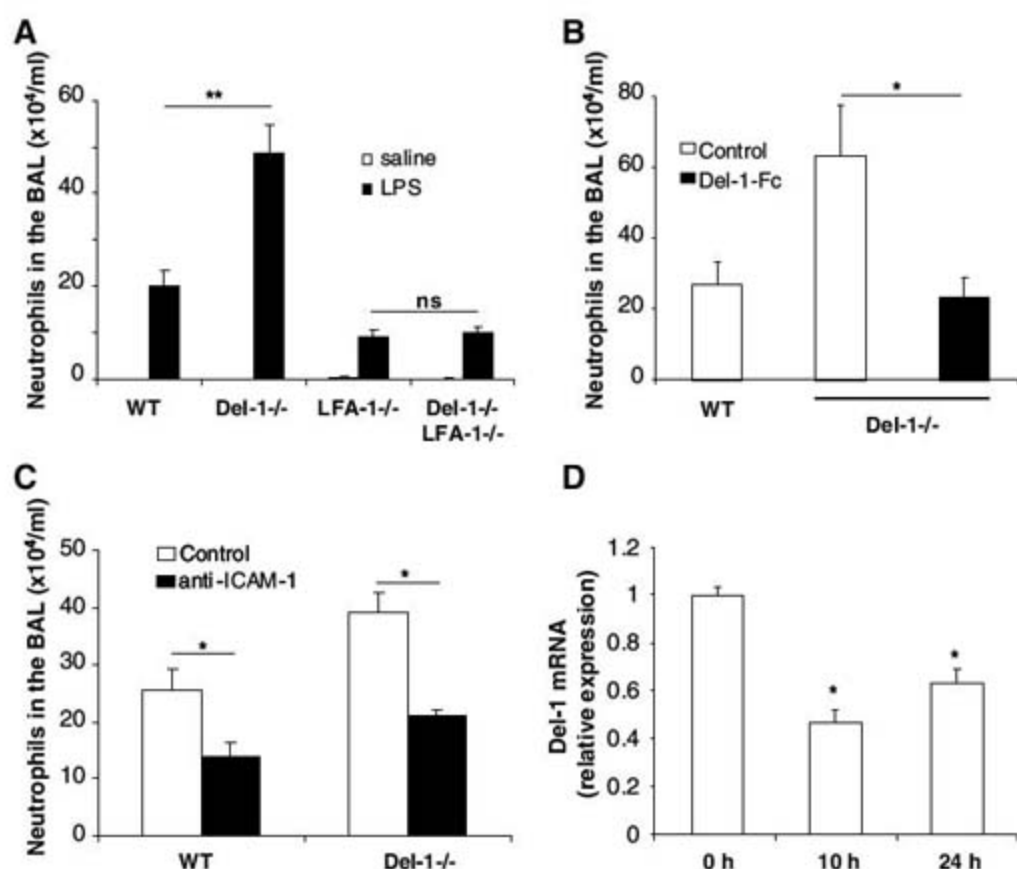 A
Neutrophils in the BAL (x10⁴/ml)
60
40
20
0
**
saline
LPS
ns
WT
Del-1-/-
LFA-1-/-
Del-1-/-
LFA-1-/-
B
Neutrophils in the BAL (x10⁴/ml)
80
60
40
20
0
*
Control
Del-1-Fc
WT
Del-1-/-
C
Neutrophils in the BAL (x10⁴/ml)
50
40
30
20
10
0
Control
anti-ICAM-1
*
*
WT
Del-1-/-
D
Del-1 mRNA
(relative expression)
1.2
1
0.8
0.6
0.4
0.2
0
*
*
0 h
10 h
24 h